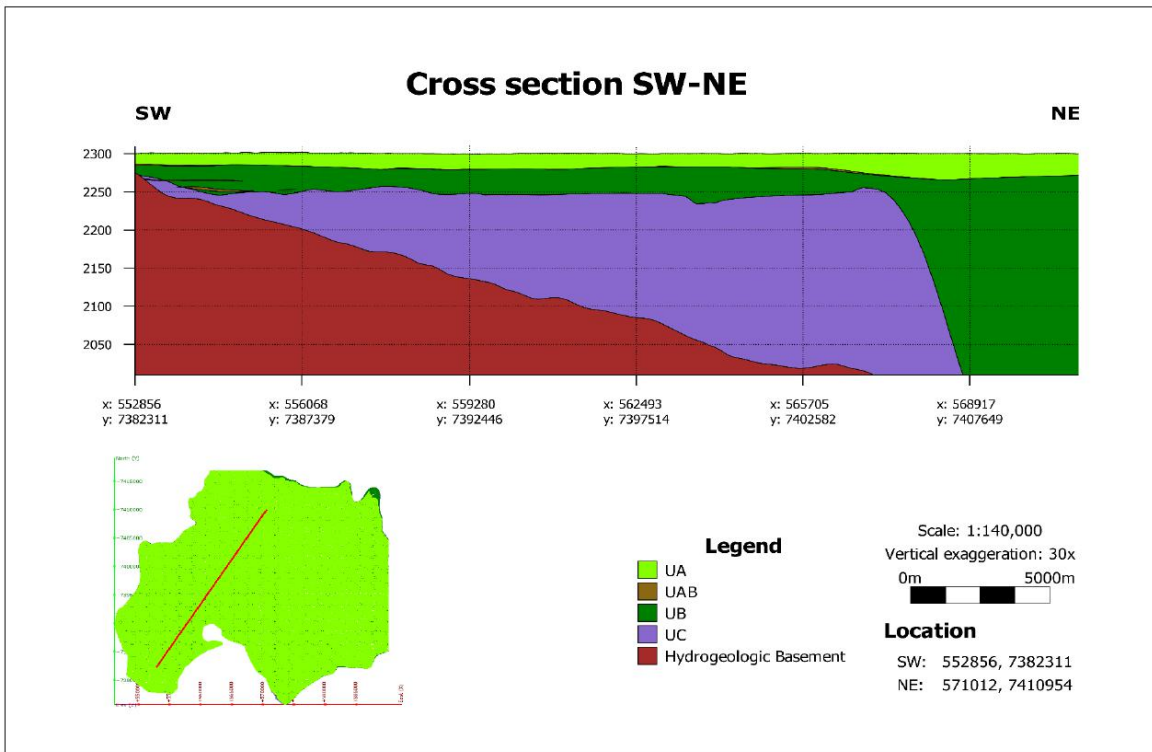 Cross section SW-NE
SW
NE
2300
2250
2200
2150
2100
2050
x: 552856
y: 7382311
x: 556068
y: 7387379
x: 559280
y: 7392446
x: 562493
y: 7397514
x: 565705
y: 7402582
x: 568917
y: 7407649
Legend
UA
UAB
UB
UC
Hydrogeologic Basement
Scale: 1:140,000
Vertical exaggeration: 30x
0m 5000m
Location
SW: 552856, 7382311
NE: 571012, 7410954